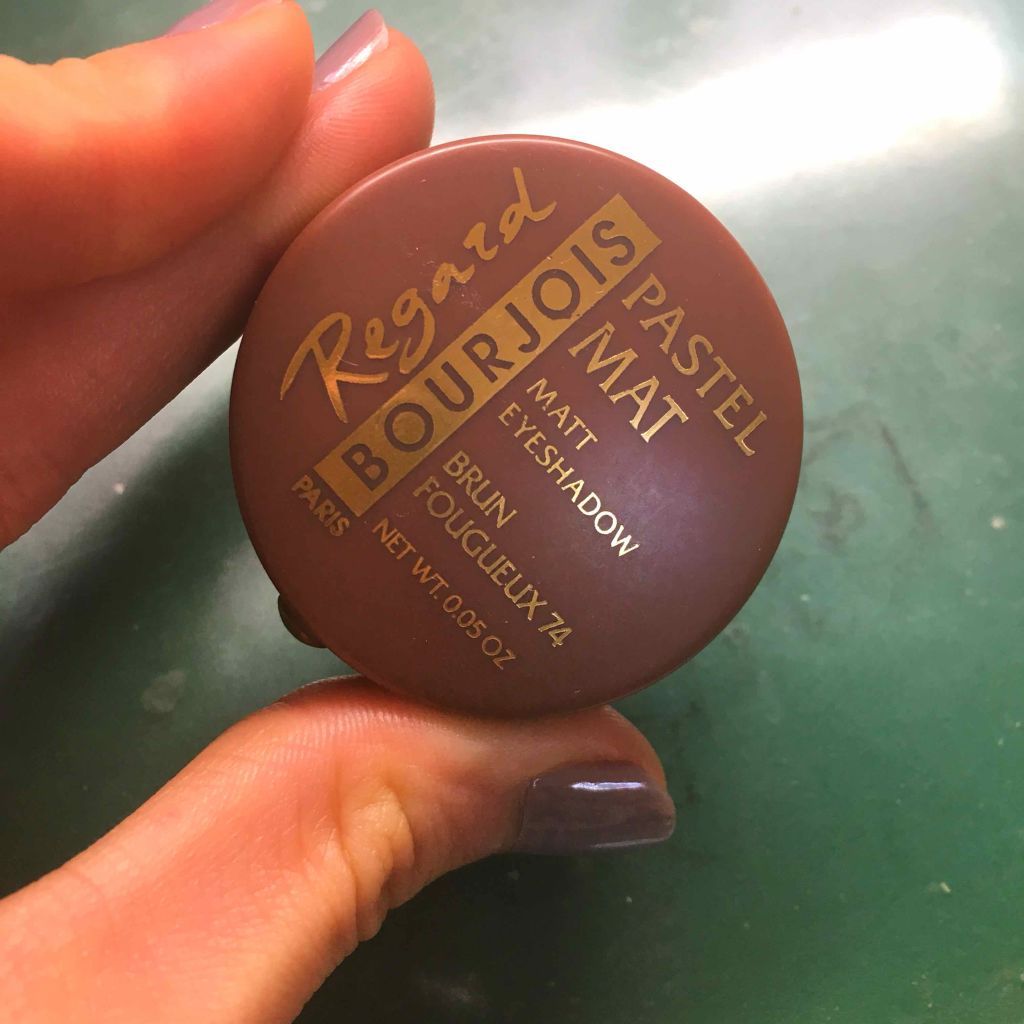 Regard
BOURJOIS
PARIS
PASTEL
MAT
MATT
EYESHADOW
BRUN
FOUGUEUX 74
NET WT. 0.05 OZ